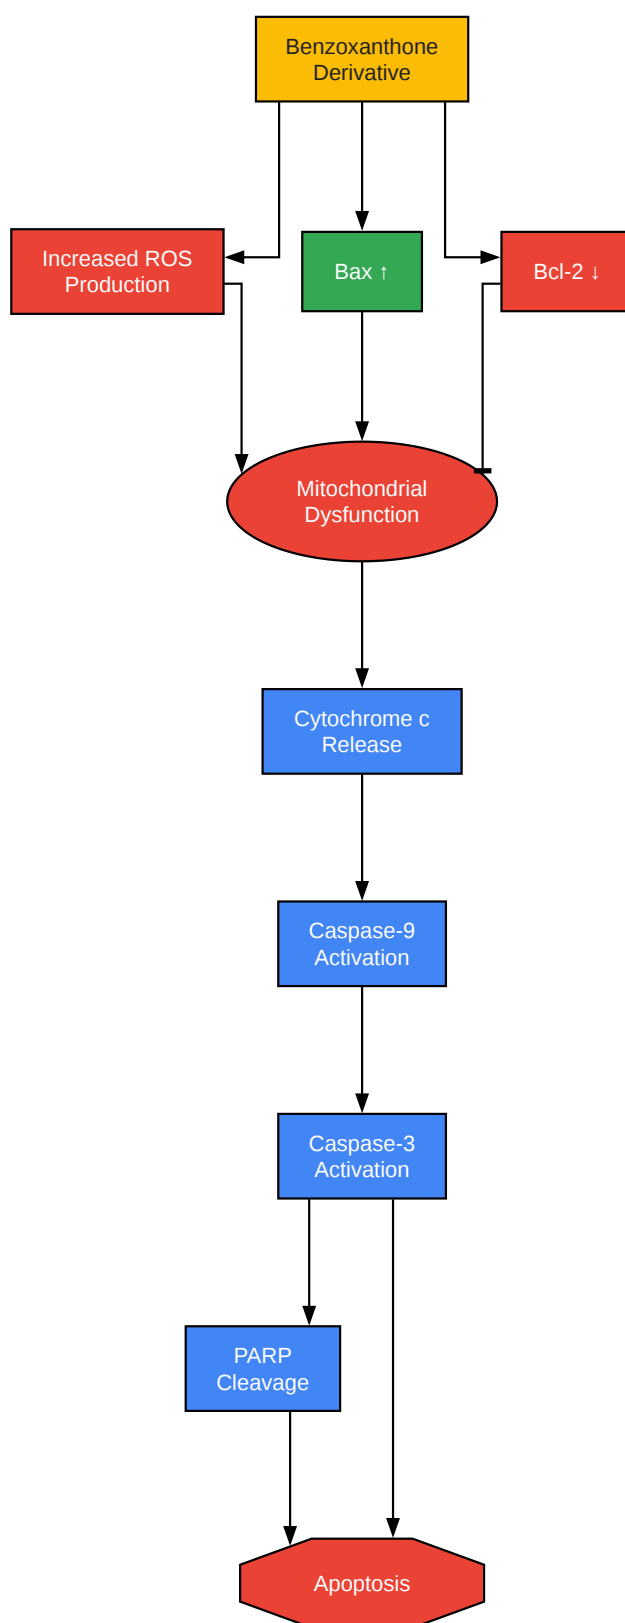 Benzoxanthone
Derivative
Increased ROS
Production
Bax ↑
Bcl-2 ↓
Mitochondrial
Dysfunction
Cytochrome c
Release
Caspase-9
Activation
Caspase-3
Activation
PARP
Cleavage
Apoptosis